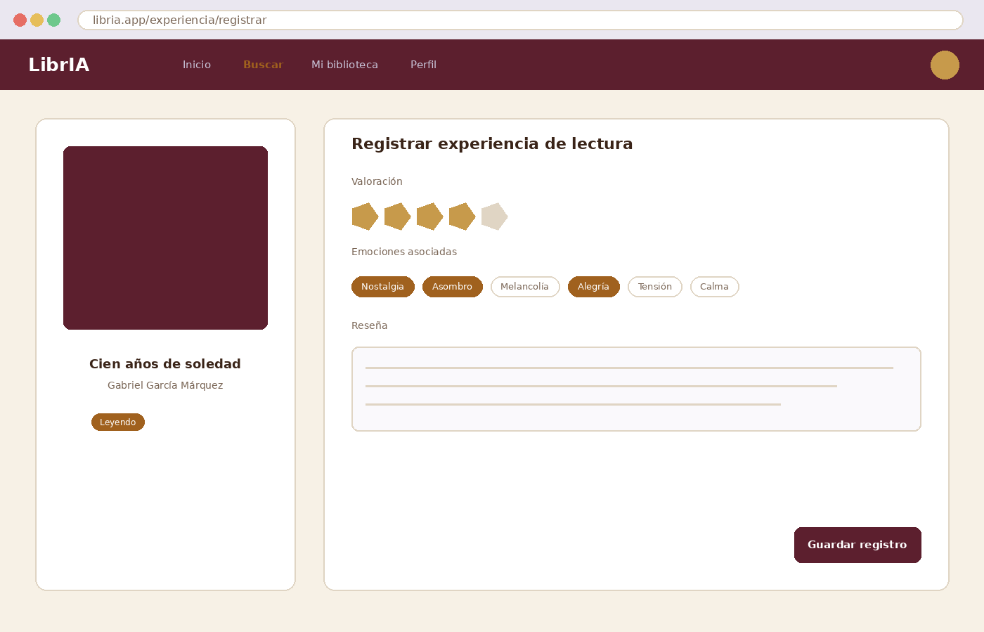 libria.app/experiencia/registrar
LibrIA
Inicio
Buscar
Mi biblioteca
Perfil
Cien años de soledad
Gabriel García Márquez
Leyendo
Registrar experiencia de lectura
Valoración
Emociones asociadas
Nostalgia
Asombro
Melancolía
Alegría
Tensión
Calma
Reseña
Guardar registro